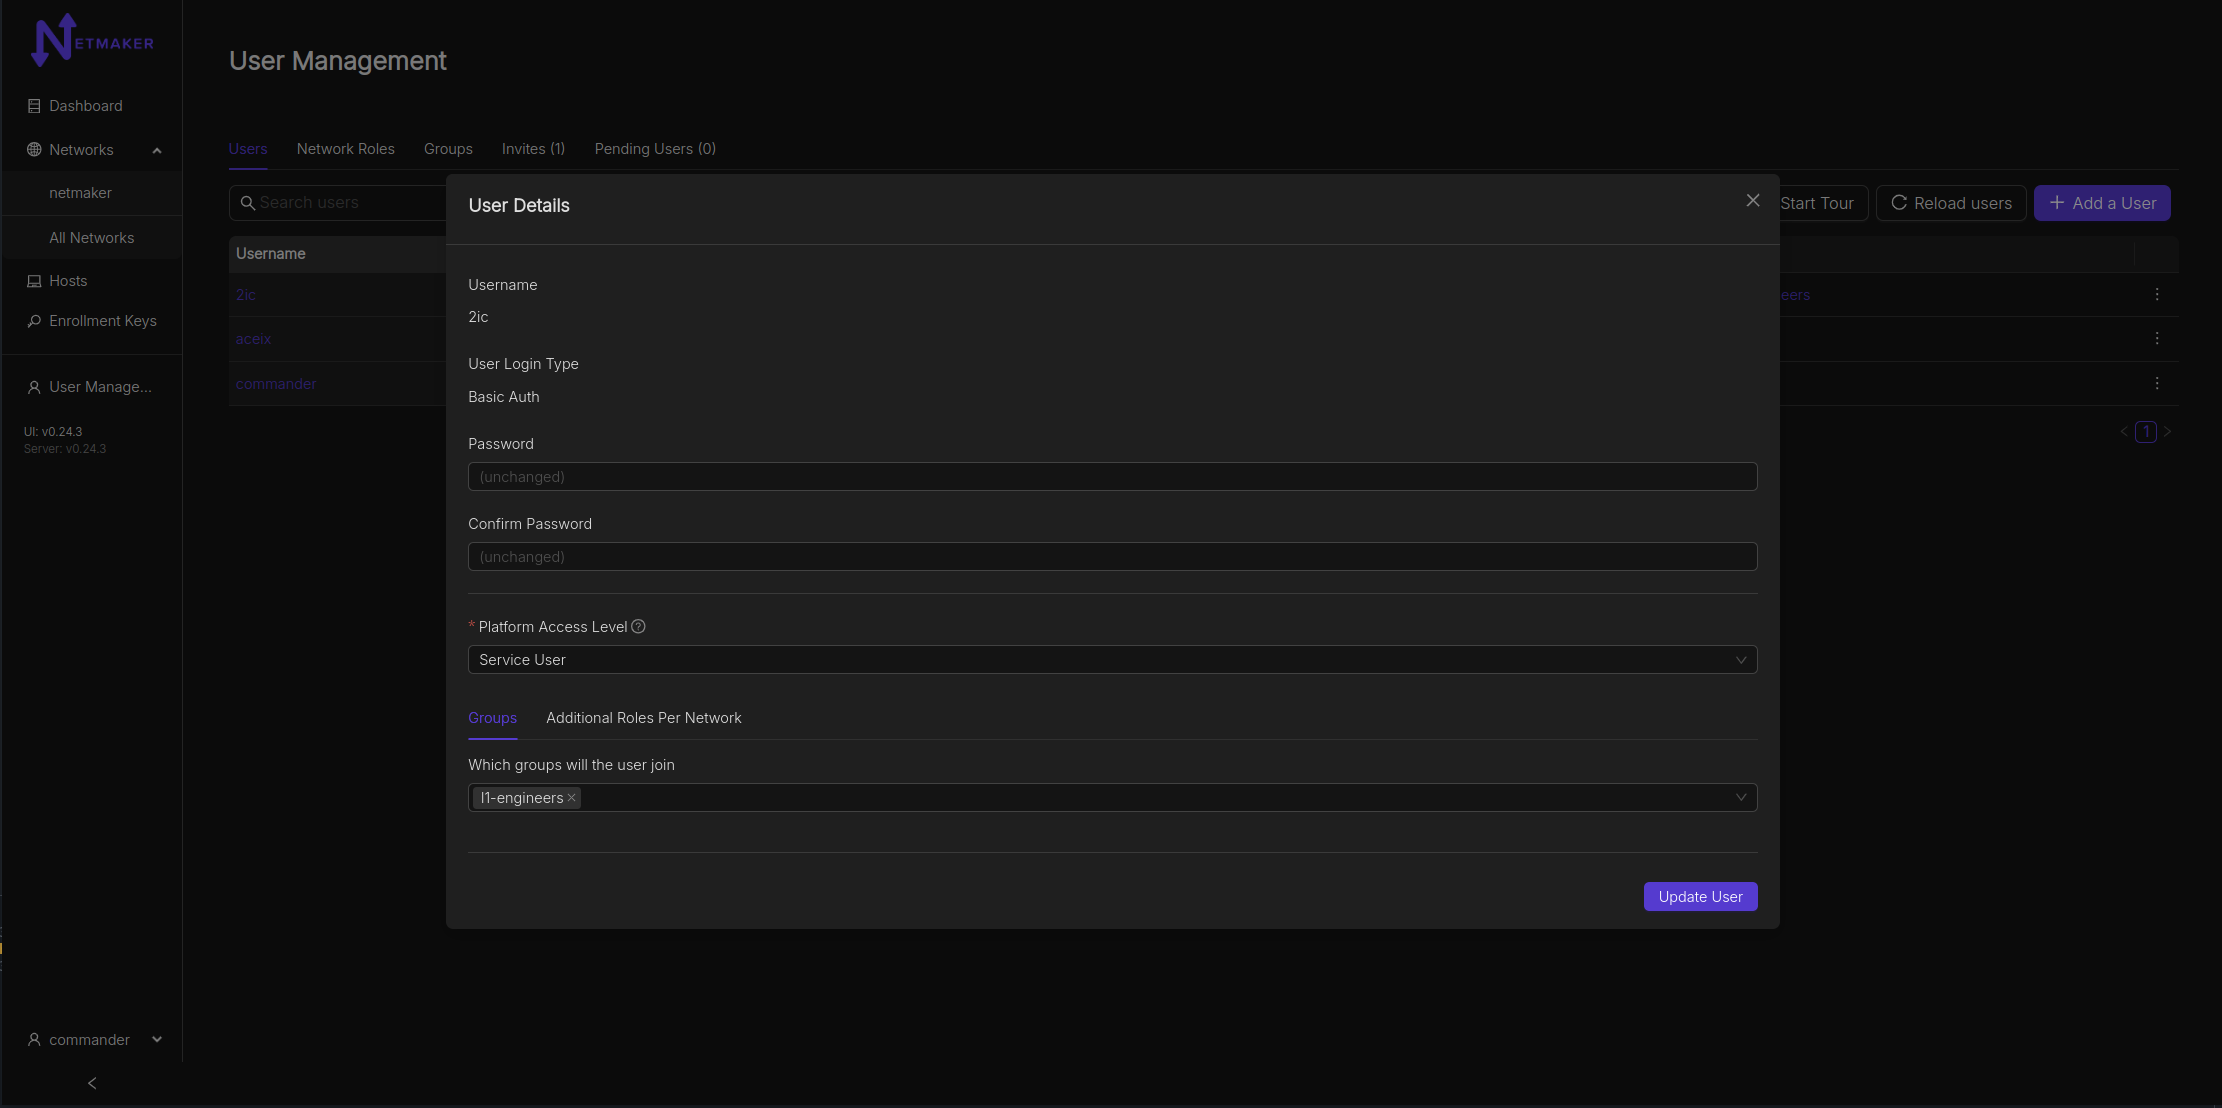 NETMAKER
Dashboard
Networks
netmaker
All Networks
Hosts
Enrollment Keys
User Manage...
UI: v0.24.3
Server: v0.24.3
commander
User Management
Users Network Roles Groups Invites (1) Pending Users (0)
Search users
Start Tour Reload users Add a User
Username
2ic
eers
aceix
commander
1
User Details
Username
2ic
User Login Type
Basic Auth
Password
(unchanged)
Confirm Password
(unchanged)
* Platform Access Level
Service User
Groups Additional Roles Per Network
Which groups will the user join
l1-engineers
Update User